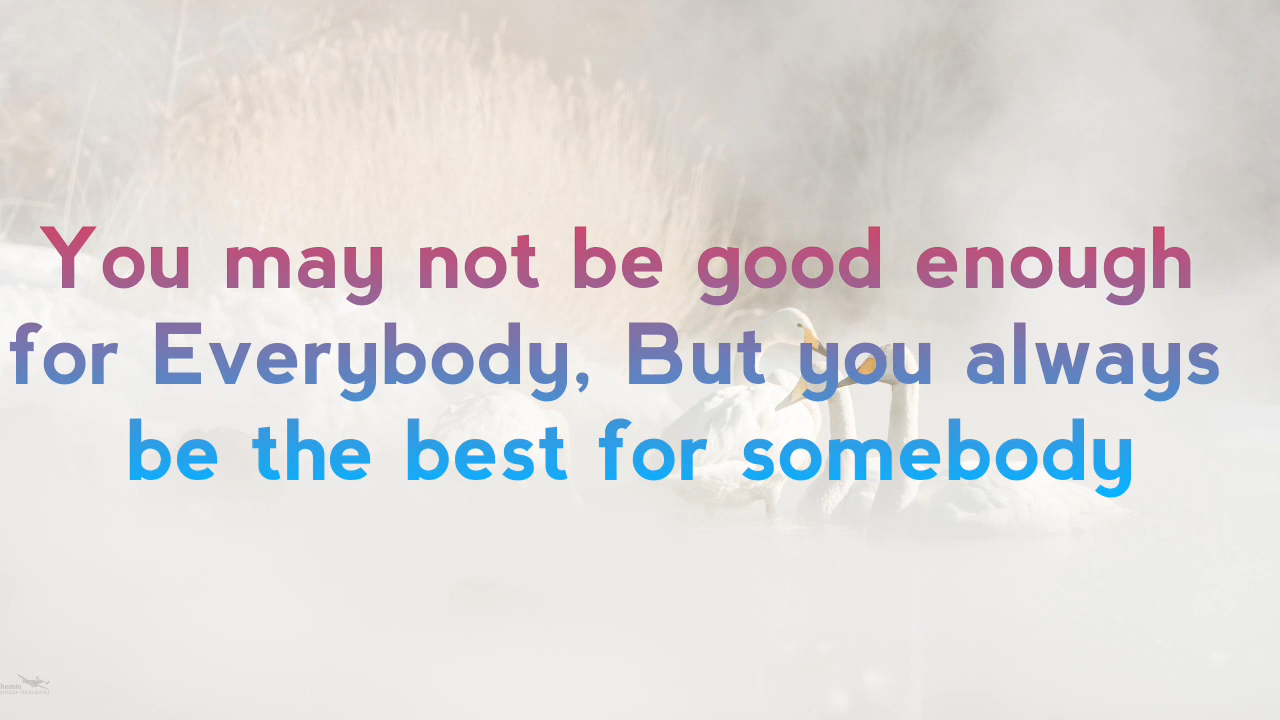 You may not be good enough
for Everybody, But you always
be the best for somebody